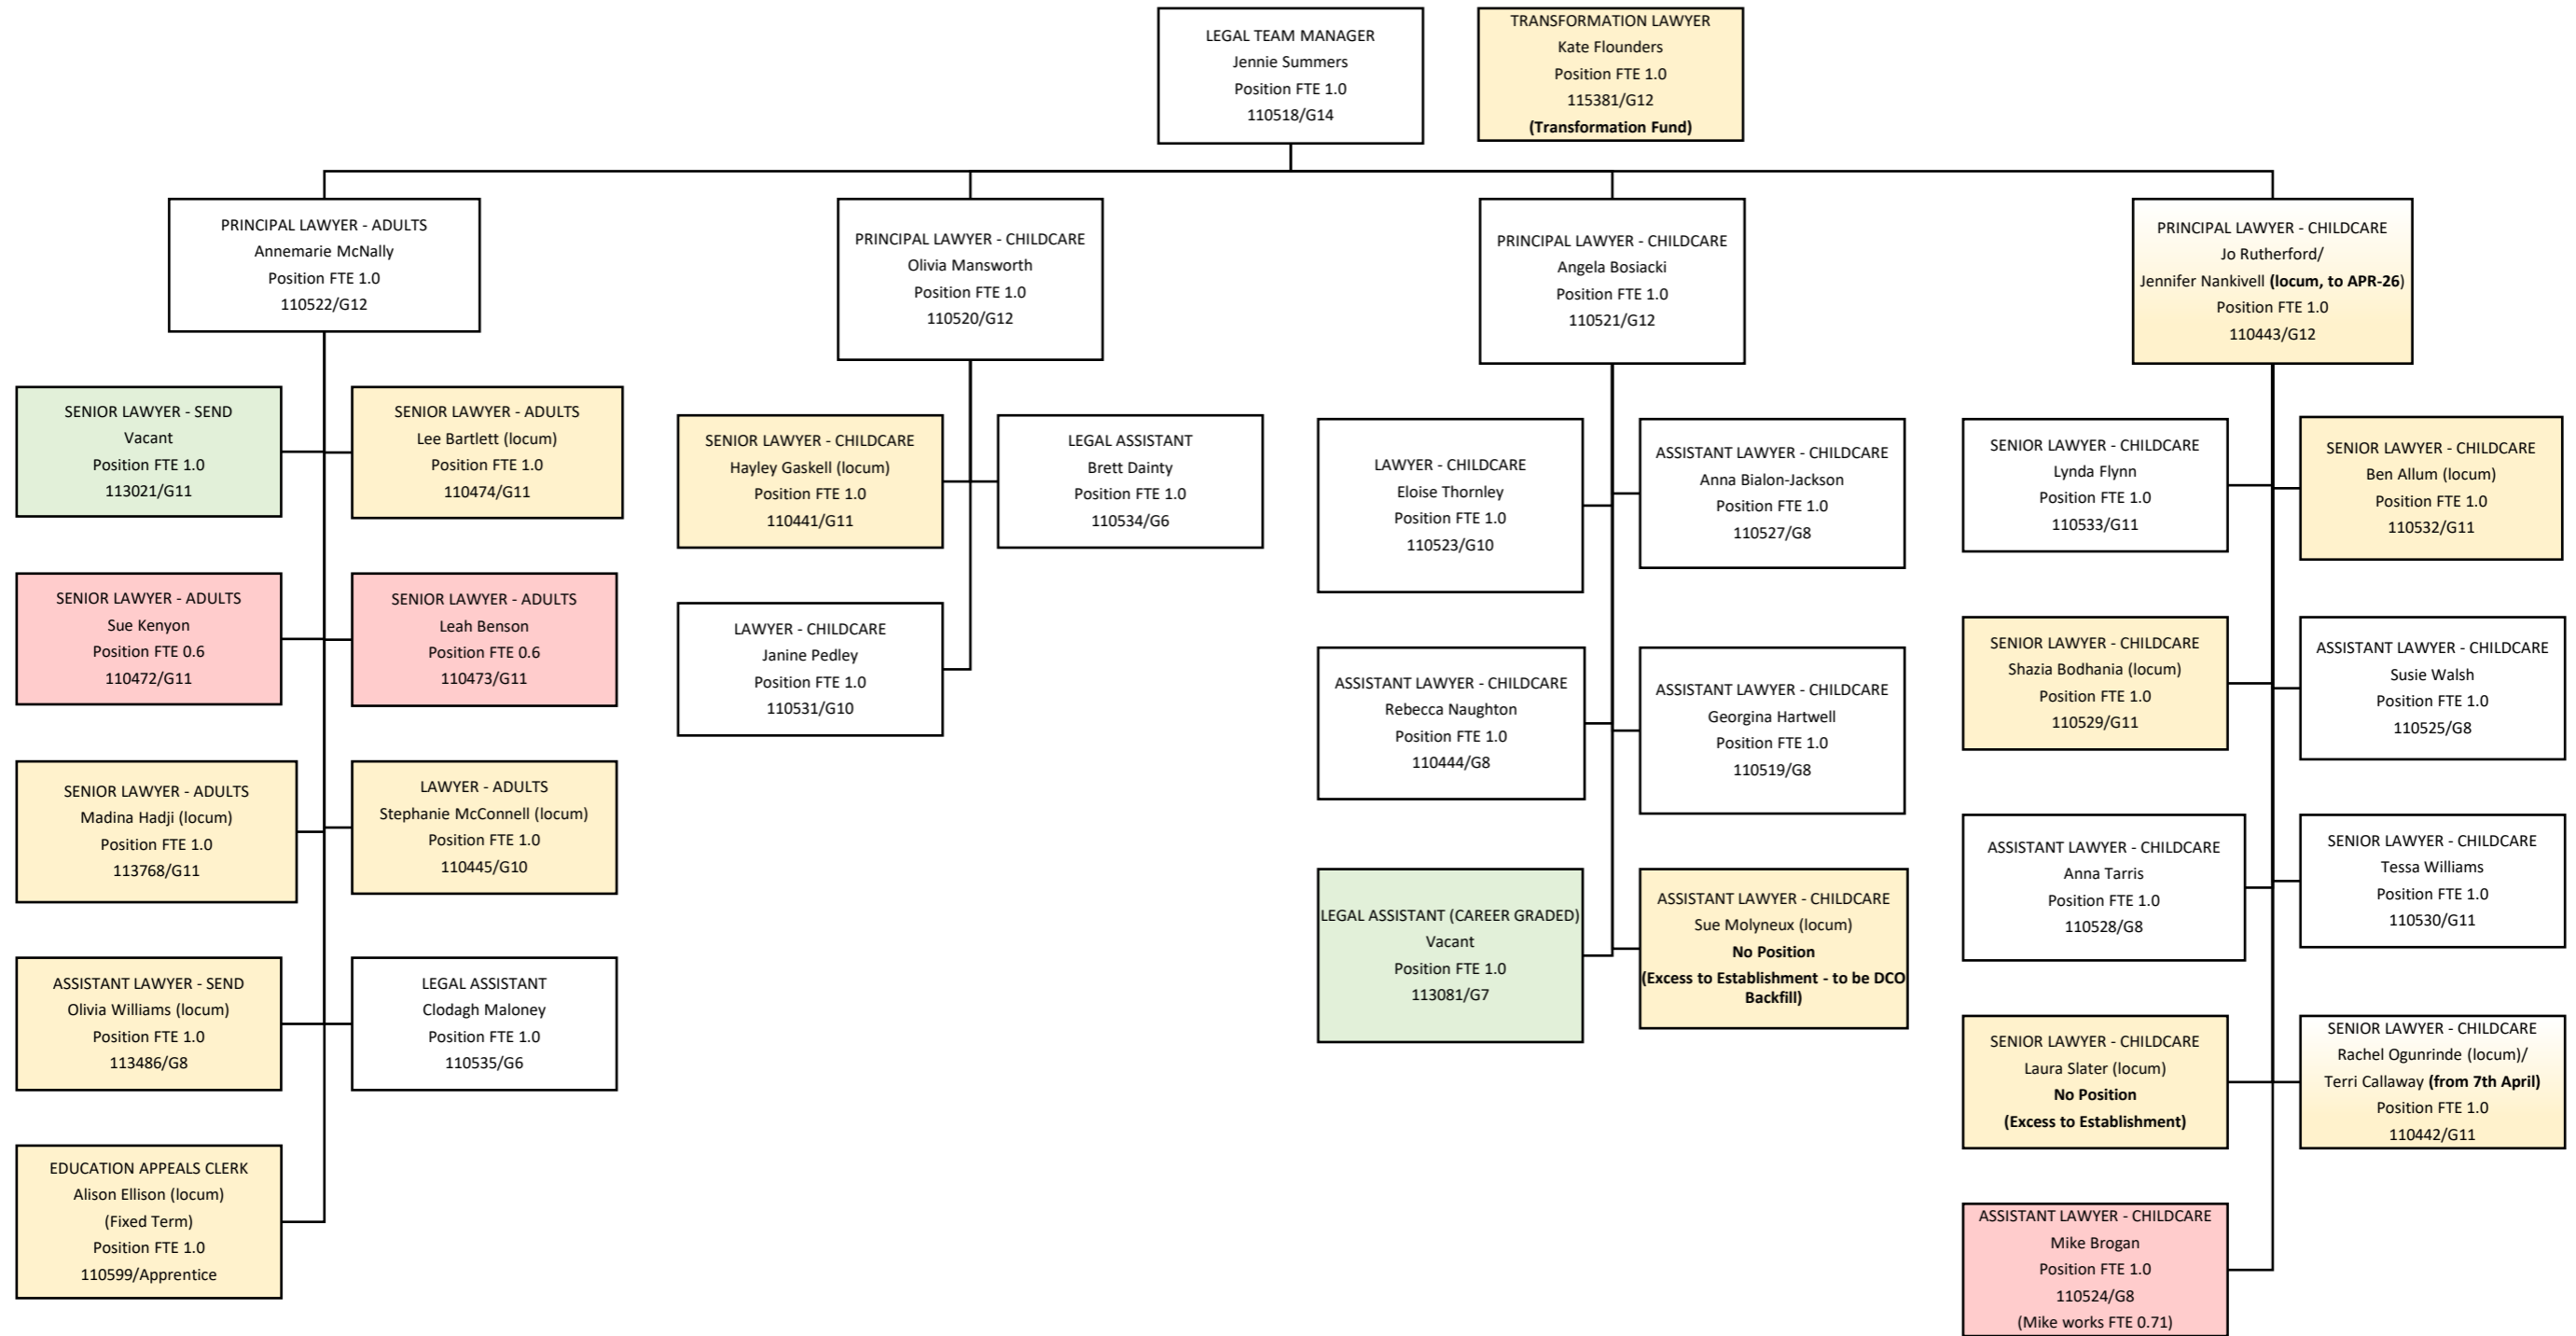 LEGAL TEAM MANAGER
Jennie Summers
Position FTE 1.0
110518/G14
TRANSFORMATION LAWYER
Kate Flounders
Position FTE 1.0
115381/G12
(Transformation Fund)
PRINCIPAL LAWYER - ADULTS
Annemarie McNally
Position FTE 1.0
110522/G12
PRINCIPAL LAWYER - CHILDCARE
Olivia Mansworth
Position FTE 1.0
110520/G12
PRINCIPAL LAWYER - CHILDCARE
Angela Bosiacki
Position FTE 1.0
110521/G12
PRINCIPAL LAWYER - CHILDCARE
Jo Rutherford/
Jennifer Nankivell (locum, to APR-26)
Position FTE 1.0
110443/G12
SENIOR LAWYER - SEND
Vacant
Position FTE 1.0
113021/G11
SENIOR LAWYER - ADULTS
Lee Bartlett (locum)
Position FTE 1.0
110474/G11
SENIOR LAWYER - ADULTS
Sue Kenyon
Position FTE 0.6
110472/G11
SENIOR LAWYER - ADULTS
Leah Benson
Position FTE 0.6
110473/G11
SENIOR LAWYER - ADULTS
Madina Hadji (locum)
Position FTE 1.0
113768/G11
LAWYER - ADULTS
Stephanie McConnell (locum)
Position FTE 1.0
110445/G10
ASSISTANT LAWYER - SEND
Olivia Williams (locum)
Position FTE 1.0
113486/G8
LEGAL ASSISTANT
Clodagh Maloney
Position FTE 1.0
110535/G6
EDUCATION APPEALS CLERK
Alison Ellison (locum)
(Fixed Term)
Position FTE 1.0
110599/Apprentice
SENIOR LAWYER - CHILDCARE
Hayley Gaskell (locum)
Position FTE 1.0
110441/G11
LEGAL ASSISTANT
Brett Dainty
Position FTE 1.0
110534/G6
LAWYER - CHILDCARE
Janine Pedley
Position FTE 1.0
110531/G10
LAWYER - CHILDCARE
Eloise Thornley
Position FTE 1.0
110523/G10
ASSISTANT LAWYER - CHILDCARE
Anna Bialon-Jackson
Position FTE 1.0
110527/G8
ASSISTANT LAWYER - CHILDCARE
Rebecca Naughton
Position FTE 1.0
110444/G8
ASSISTANT LAWYER - CHILDCARE
Georgina Hartwell
Position FTE 1.0
110519/G8
LEGAL ASSISTANT (CAREER GRADED)
Vacant
Position FTE 1.0
113081/G7
ASSISTANT LAWYER - CHILDCARE
Sue Molyneux (locum)
No Position
(Excess to Establishment - to be DCO
Backfill)
SENIOR LAWYER - CHILDCARE
Lynda Flynn
Position FTE 1.0
110533/G11
SENIOR LAWYER - CHILDCARE
Ben Allum (locum)
Position FTE 1.0
110532/G11
SENIOR LAWYER - CHILDCARE
Shazia Bodhania (locum)
Position FTE 1.0
110529/G11
ASSISTANT LAWYER - CHILDCARE
Susie Walsh
Position FTE 1.0
110525/G8
ASSISTANT LAWYER - CHILDCARE
Anna Tarris
Position FTE 1.0
110528/G8
SENIOR LAWYER - CHILDCARE
Tessa Williams
Position FTE 1.0
110530/G11
SENIOR LAWYER - CHILDCARE
Laura Slater (locum)
No Position
(Excess to Establishment)
SENIOR LAWYER - CHILDCARE
Rachel Ogunrinde (locum)/
Terri Callaway (from 7th April)
Position FTE 1.0
110442/G11
ASSISTANT LAWYER - CHILDCARE
Mike Brogan
Position FTE 1.0
110524/G8
(Mike works FTE 0.71)